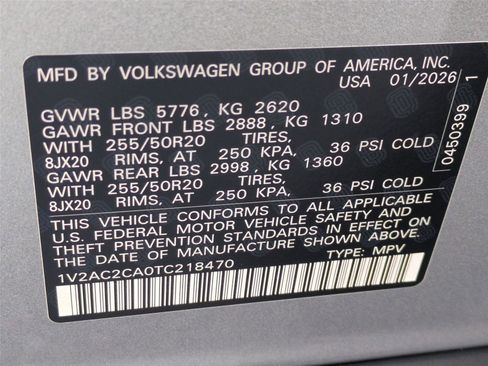 MFD BY VOLKSWAGEN GROUP OF AMERICA, INC.
USA 01/2026
GVWR LBS 5776 , KG 2620
GAWR FRONT LBS 2888 , KG 1310
WITH 255/50R20 TIRES,
8JX20 RIMS, AT 250 KPA, 36 PSI COLD
GAWR REAR LBS 2998 , KG 1360
WITH 255/50R20 TIRES,
8JX20 RIMS, AT 250 KPA, 36 PSI COLD
THIS VEHICLE CONFORMS TO ALL APPLICABLE
U.S. FEDERAL MOTOR VEHICLE SAFETY AND
THEFT PREVENTION STANDARDS IN EFFECT ON
THE DATE OF MANUFACTURE SHOWN ABOVE.
1V2AC2CA0TC218470 TYPE: MPV
0450399 1